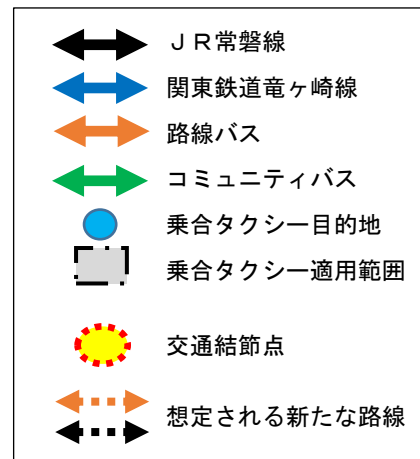 ＪＲ常磐線
関東鉄道竜ヶ崎線
路線バス
コミュニティバス
乗合タクシー目的地
乗合タクシー適用範囲
交通結節点
想定される新たな路線